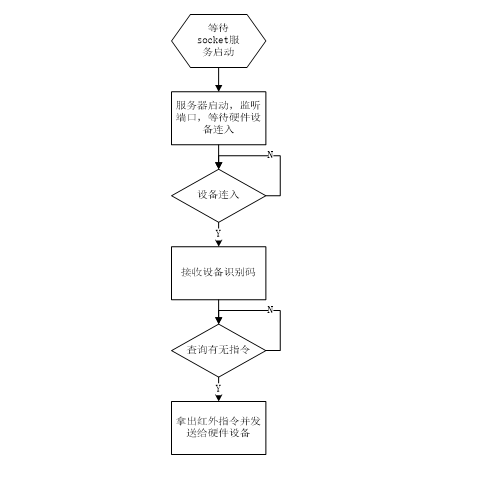 等待
socket服
务启动
服务器启动，监听
端口，等待硬件设
备连入
N
设备连入
Y
接收设备识别码
N
查询有无指令
Y
拿出红外指令并发
送给硬件设备